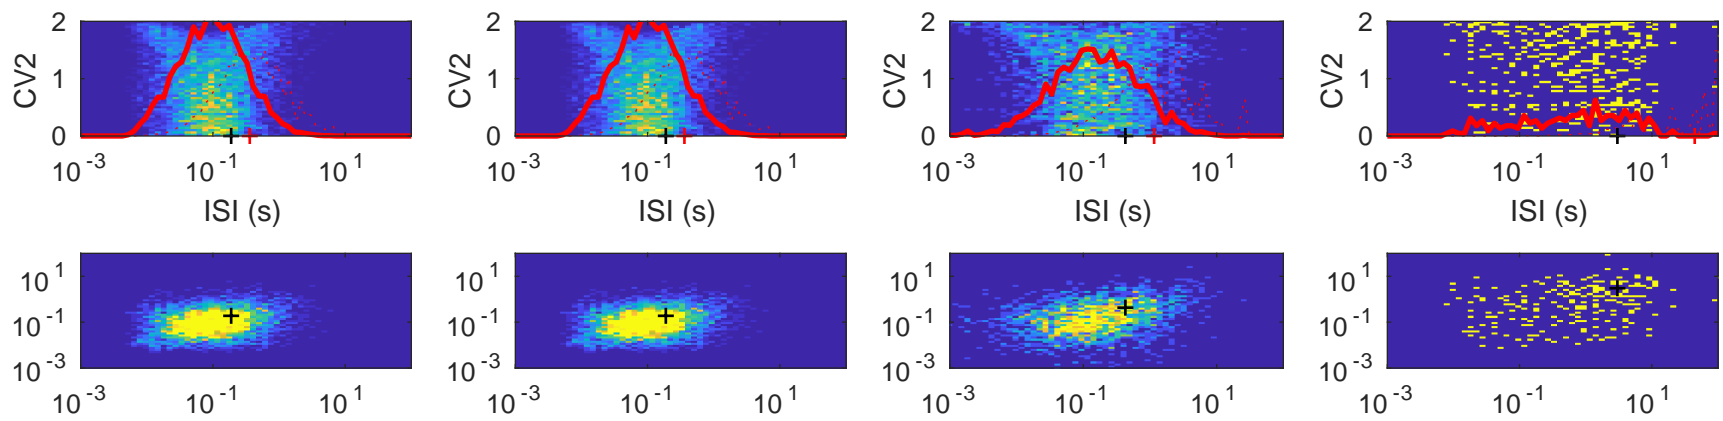 2 2 2 2
CV2 1 CV2 1 CV2 1 CV2 1
0 0 0 0
10^-3 10^-1 10^1 10^-3 10^-1 10^1 10^-3 10^-1 10^1 10^-3 10^-1 10^1
ISI (s) ISI (s) ISI (s) ISI (s)
10^1 10^1 10^1 10^1
10^-1 10^-1 10^-1 10^-1
10^-3 10^-3 10^-3 10^-3
10^-3 10^-1 10^1 10^-3 10^-1 10^1 10^-3 10^-1 10^1 10^-3 10^-1 10^1